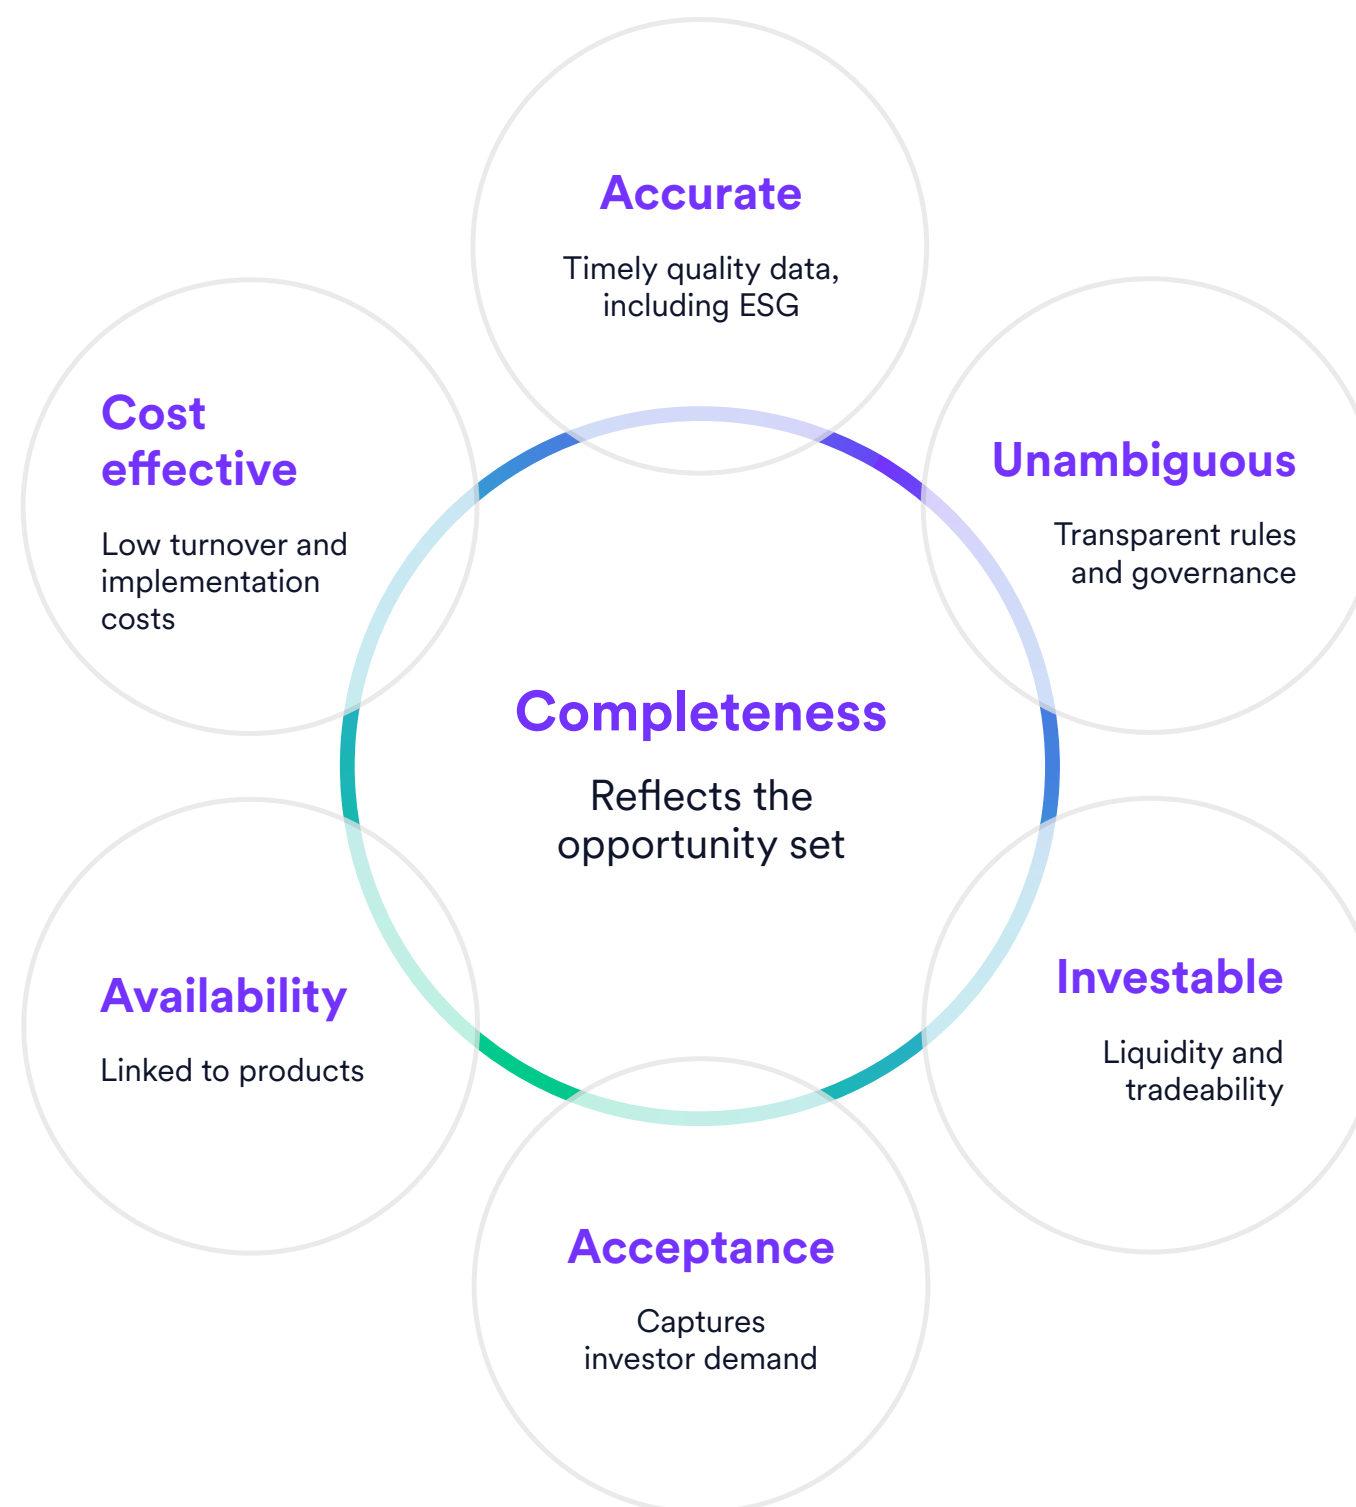 Accurate
Timely quality data,
including ESG
Cost
effective
Low turnover and
implementation
costs
Unambiguous
Transparent rules
and governance
Completeness
Reflects the
opportunity set
Availability
Linked to products
Investable
Liquidity and
tradeability
Acceptance
Captures
investor demand